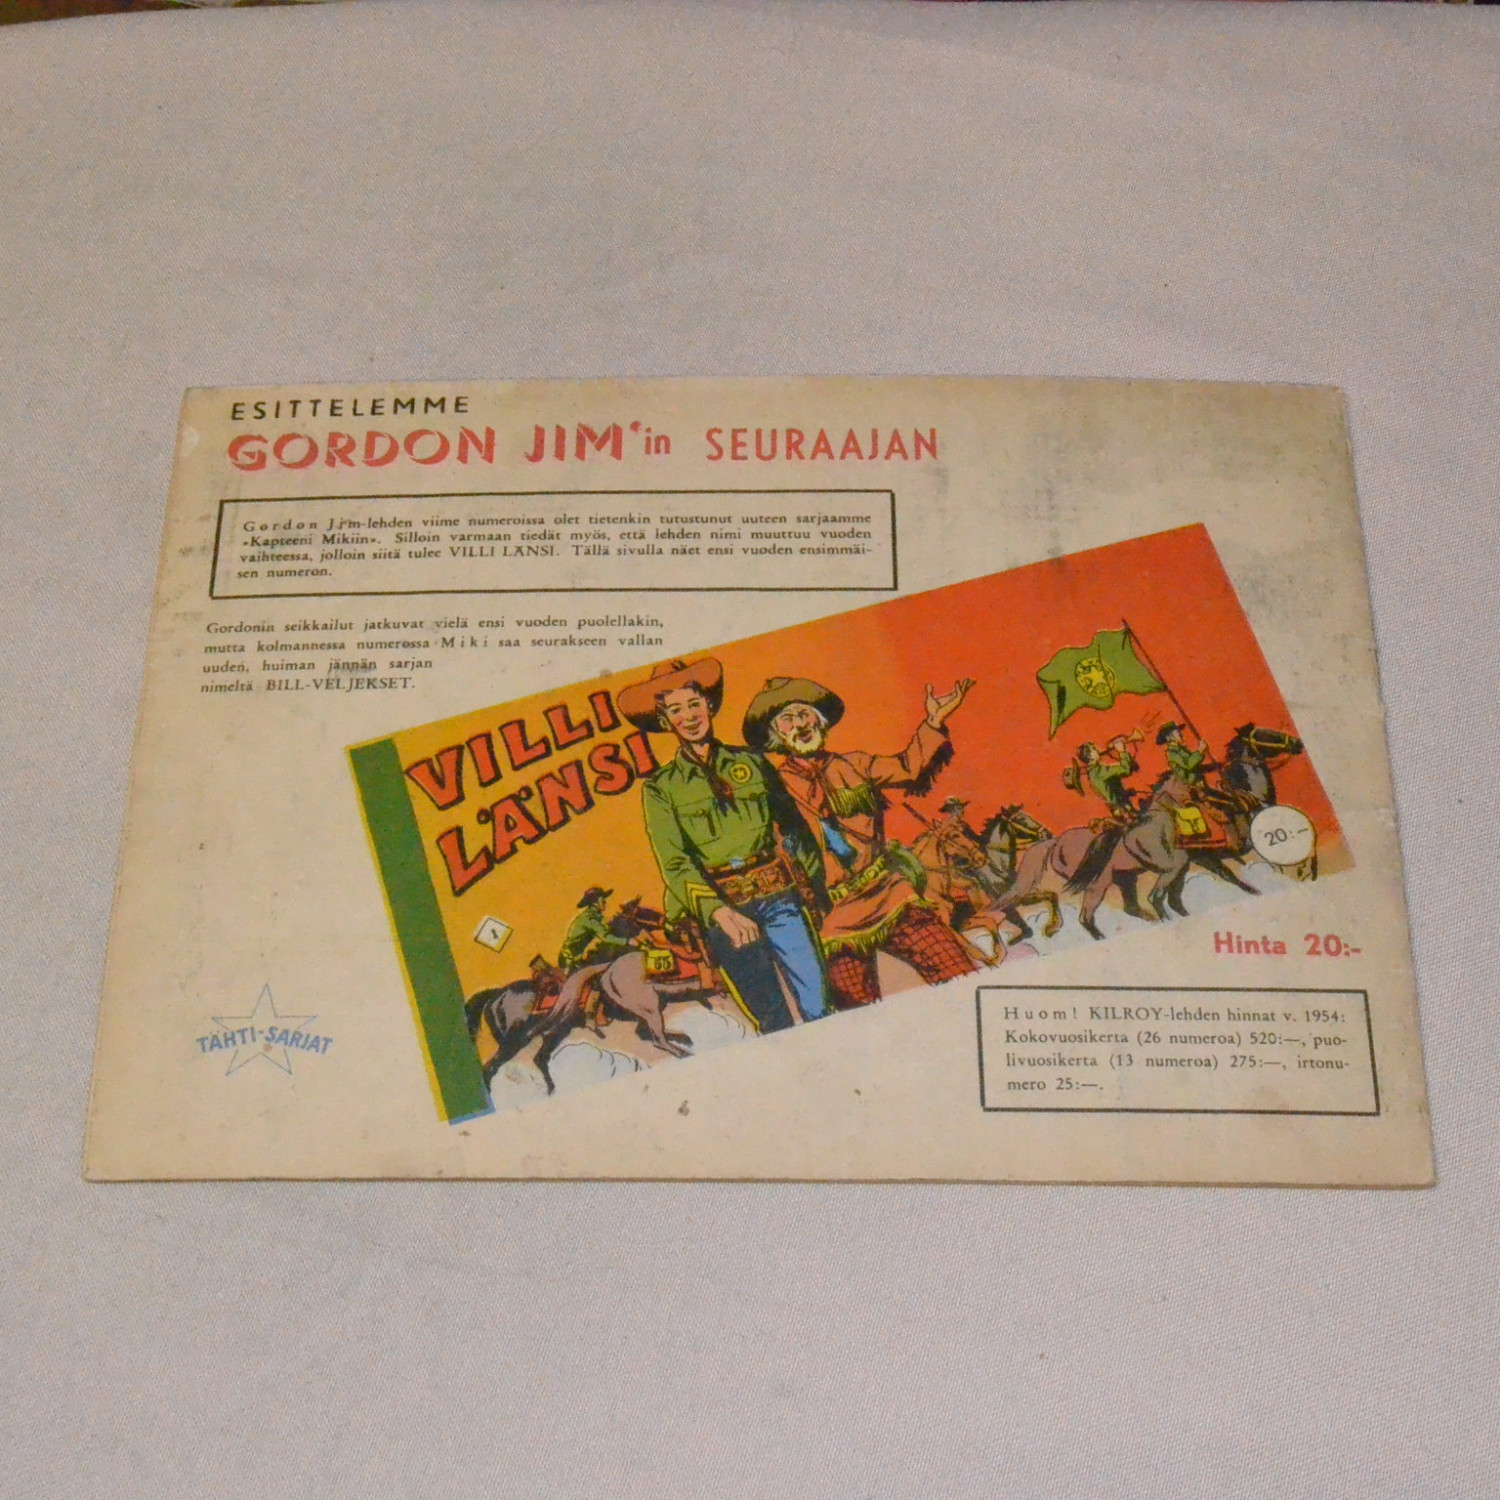 ESITTELEMME
GORDON JIM'in SEURAAJAN
Gordon Jim-lehden viime numeroissa olet tietenkin tutustunut uuteen sarjaamme
»Kapteeni Mikiin». Silloin varmaan tiedät myös, että lehden nimi muuttuu vuoden
vaihteessa, jolloin siitä tulee VILLI LÄNSI. Tällä sivulla näet ensi vuoden ensimmäi-
sen numeron.
Gordonin seikkailut jatkuvat vielä ensi vuoden puolellakin,
mutta kolmannessa numerossa Miki saa seurakseen vallan
uuden, huiman jännän sarjan
nimeltä BILL-VELJEKSET.
VILLI
LÄNSI
1
55
20:-
Hinta 20:-
TÄHTI-SARJAT
Huom! KILROY-lehden hinnat v. 1954:
Kokovuosikerta (26 numeroa) 520:—, puo-
livuosikerta (13 numeroa) 275:—, irtonu-
mero 25:—.